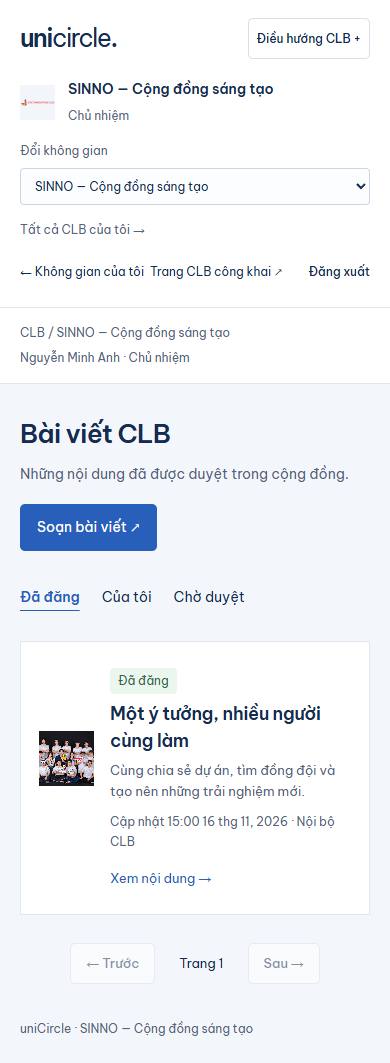 unicircle.
Điều hướng CLB +
SINNO — Cộng đồng sáng tạo
Chủ nhiệm
Đổi không gian
SINNO — Cộng đồng sáng tạo
Tất cả CLB của tôi →
← Không gian của tôi Trang CLB công khai ↗ Đăng xuất
CLB / SINNO — Cộng đồng sáng tạo
Nguyễn Minh Anh · Chủ nhiệm
Bài viết CLB
Những nội dung đã được duyệt trong cộng đồng.
Soạn bài viết ↗
Đã đăng Của tôi Chờ duyệt
Đã đăng
Một ý tưởng, nhiều người
cùng làm
Cùng chia sẻ dự án, tìm đồng đội và
tạo nên những trải nghiệm mới.
Cập nhật 15:00 16 thg 11, 2026 · Nội bộ
CLB
Xem nội dung →
← Trước Trang 1 Sau →
uniCircle · SINNO — Cộng đồng sáng tạo